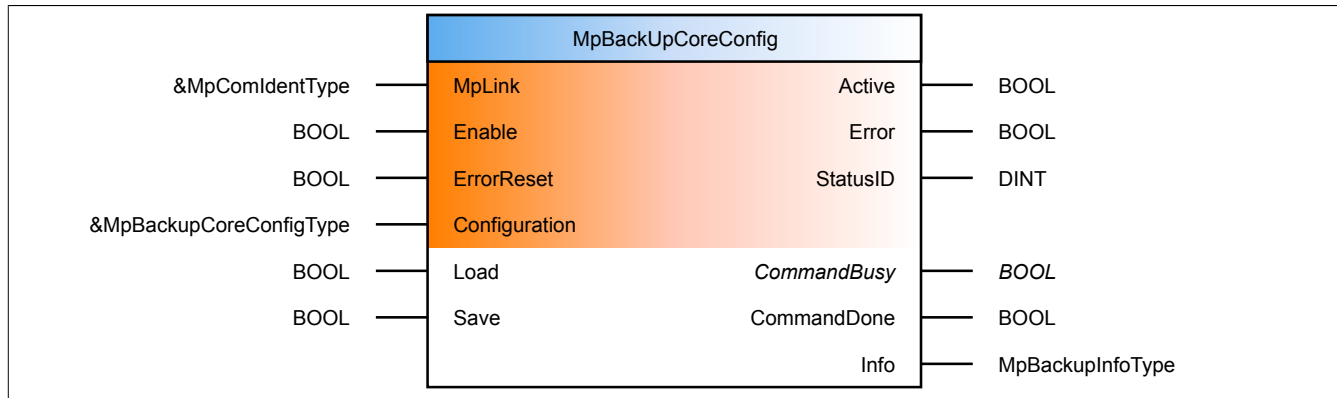 MpBackUpCoreConfig
&MpComIdentType MpLink Active BOOL
BOOL Enable Error BOOL
BOOL ErrorReset StatusID DINT
&MpBackupCoreConfigType Configuration
BOOL Load CommandBusy BOOL
BOOL Save CommandDone BOOL
Info MpBackupInfoType